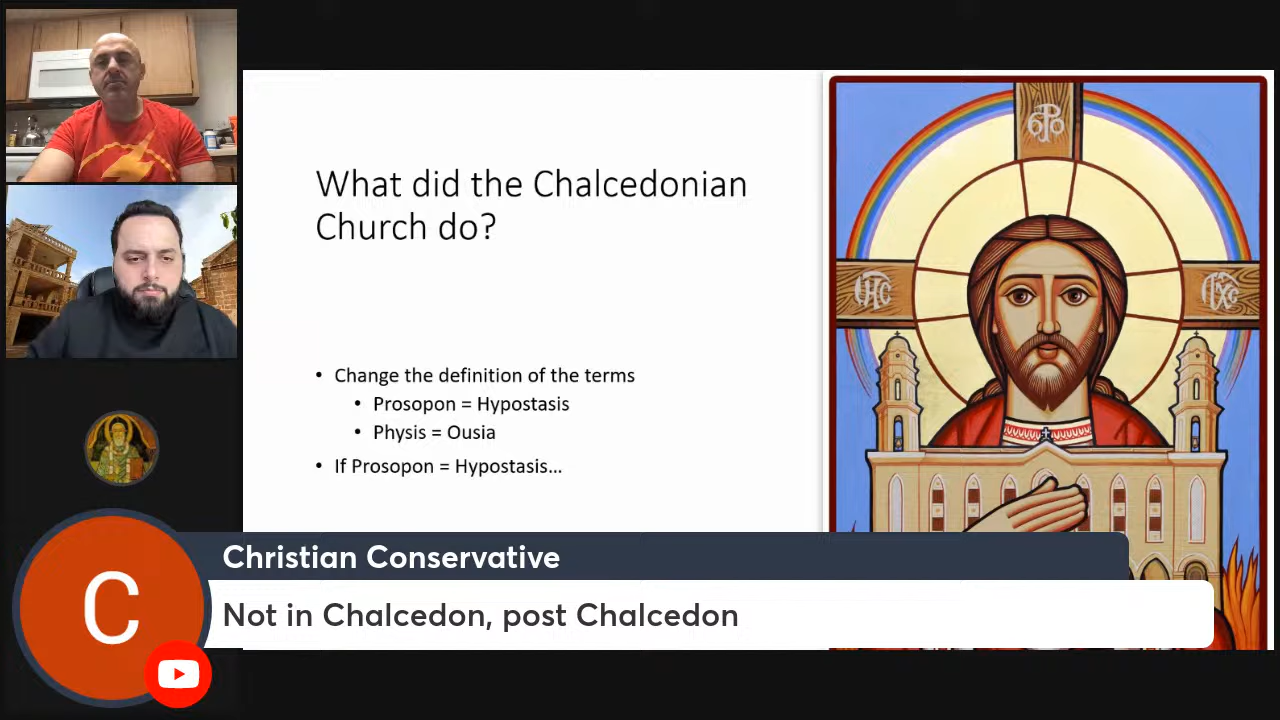 What did the Chalcedonian
Church do?
• Change the definition of the terms
• Prosopon = Hypostasis
• Physis = Ousia
• If Prosopon = Hypostasis...
C
Christian Conservative
Not in Chalcedon, post Chalcedon